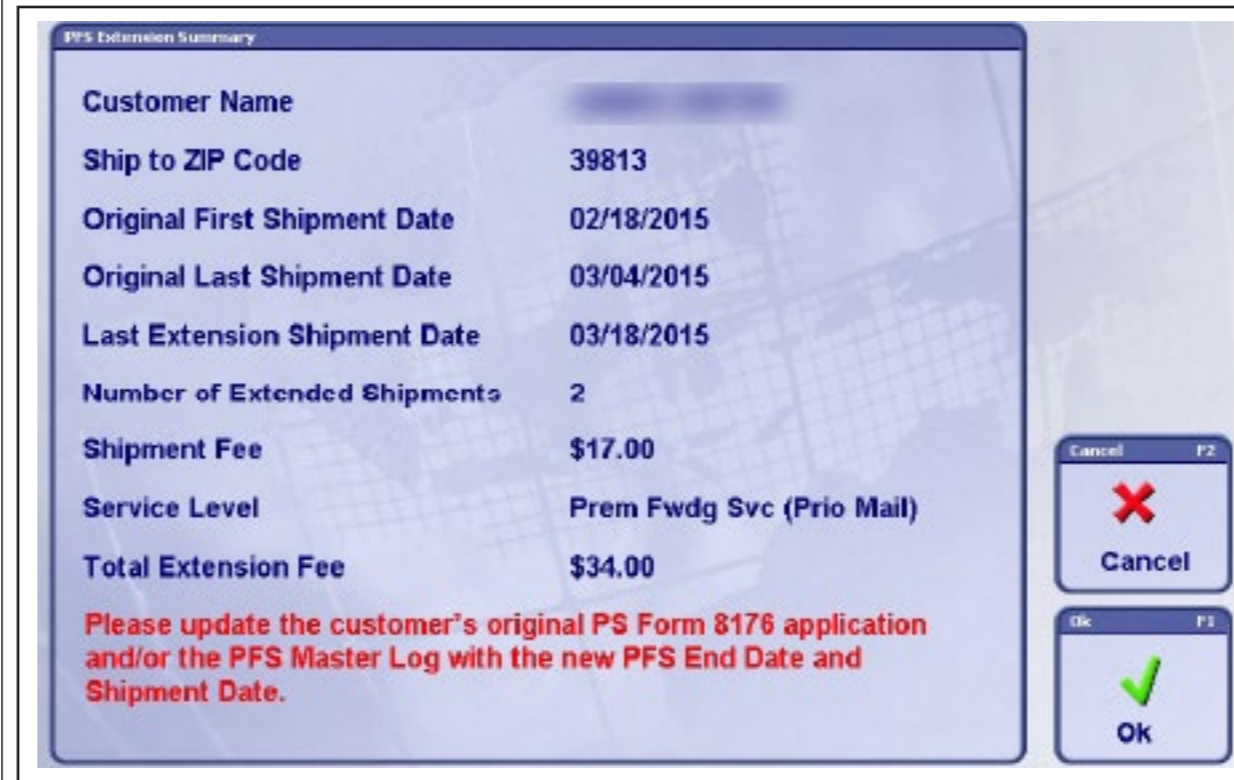 PFS Extension Summary
Customer Name
Ship to ZIP Code 39813
Original First Shipment Date 02/18/2015
Original Last Shipment Date 03/04/2015
Last Extension Shipment Date 03/18/2015
Number of Extended Shipments 2
Shipment Fee $17.00
Service Level Prem Fwdg Svc (Prio Mail)
Total Extension Fee $34.00
Please update the customer's original PS Form 8176 application
and/or the PFS Master Log with the new PFS End Date and
Shipment Date.
Cancel F2
Cancel
Ok F1
Ok